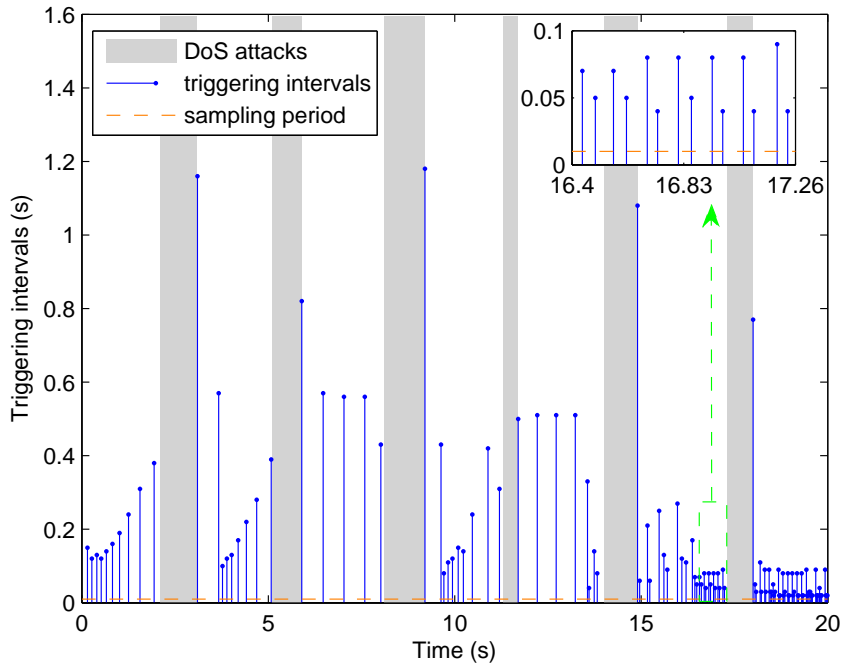 1.6
1.4
1.2
1
0.8
0.6
0.4
0.2
0
Triggering intervals (s)
DoS attacks
triggering intervals
sampling period
0.1
0.05
0
16.4 16.83 17.26
0 5 10 15 20
Time (s)